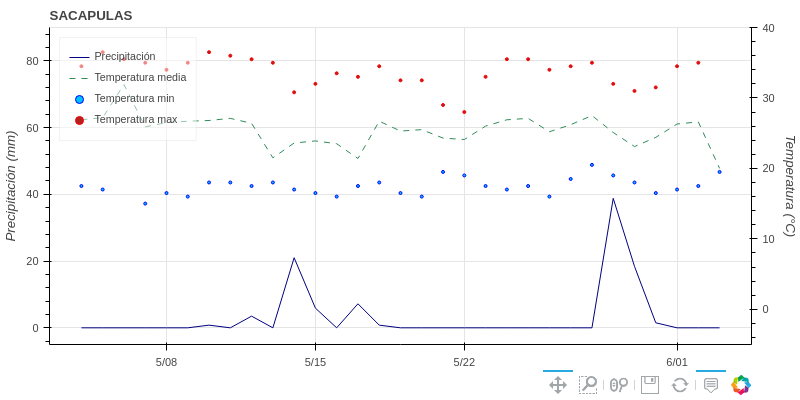 SACAPULAS
Precipitación
Temperatura media
Temperatura min
Temperatura max
Precipitación (mm)
80
60
40
20
0
Temperatura (°C)
40
30
20
10
0
5/08
5/15
5/22
6/01